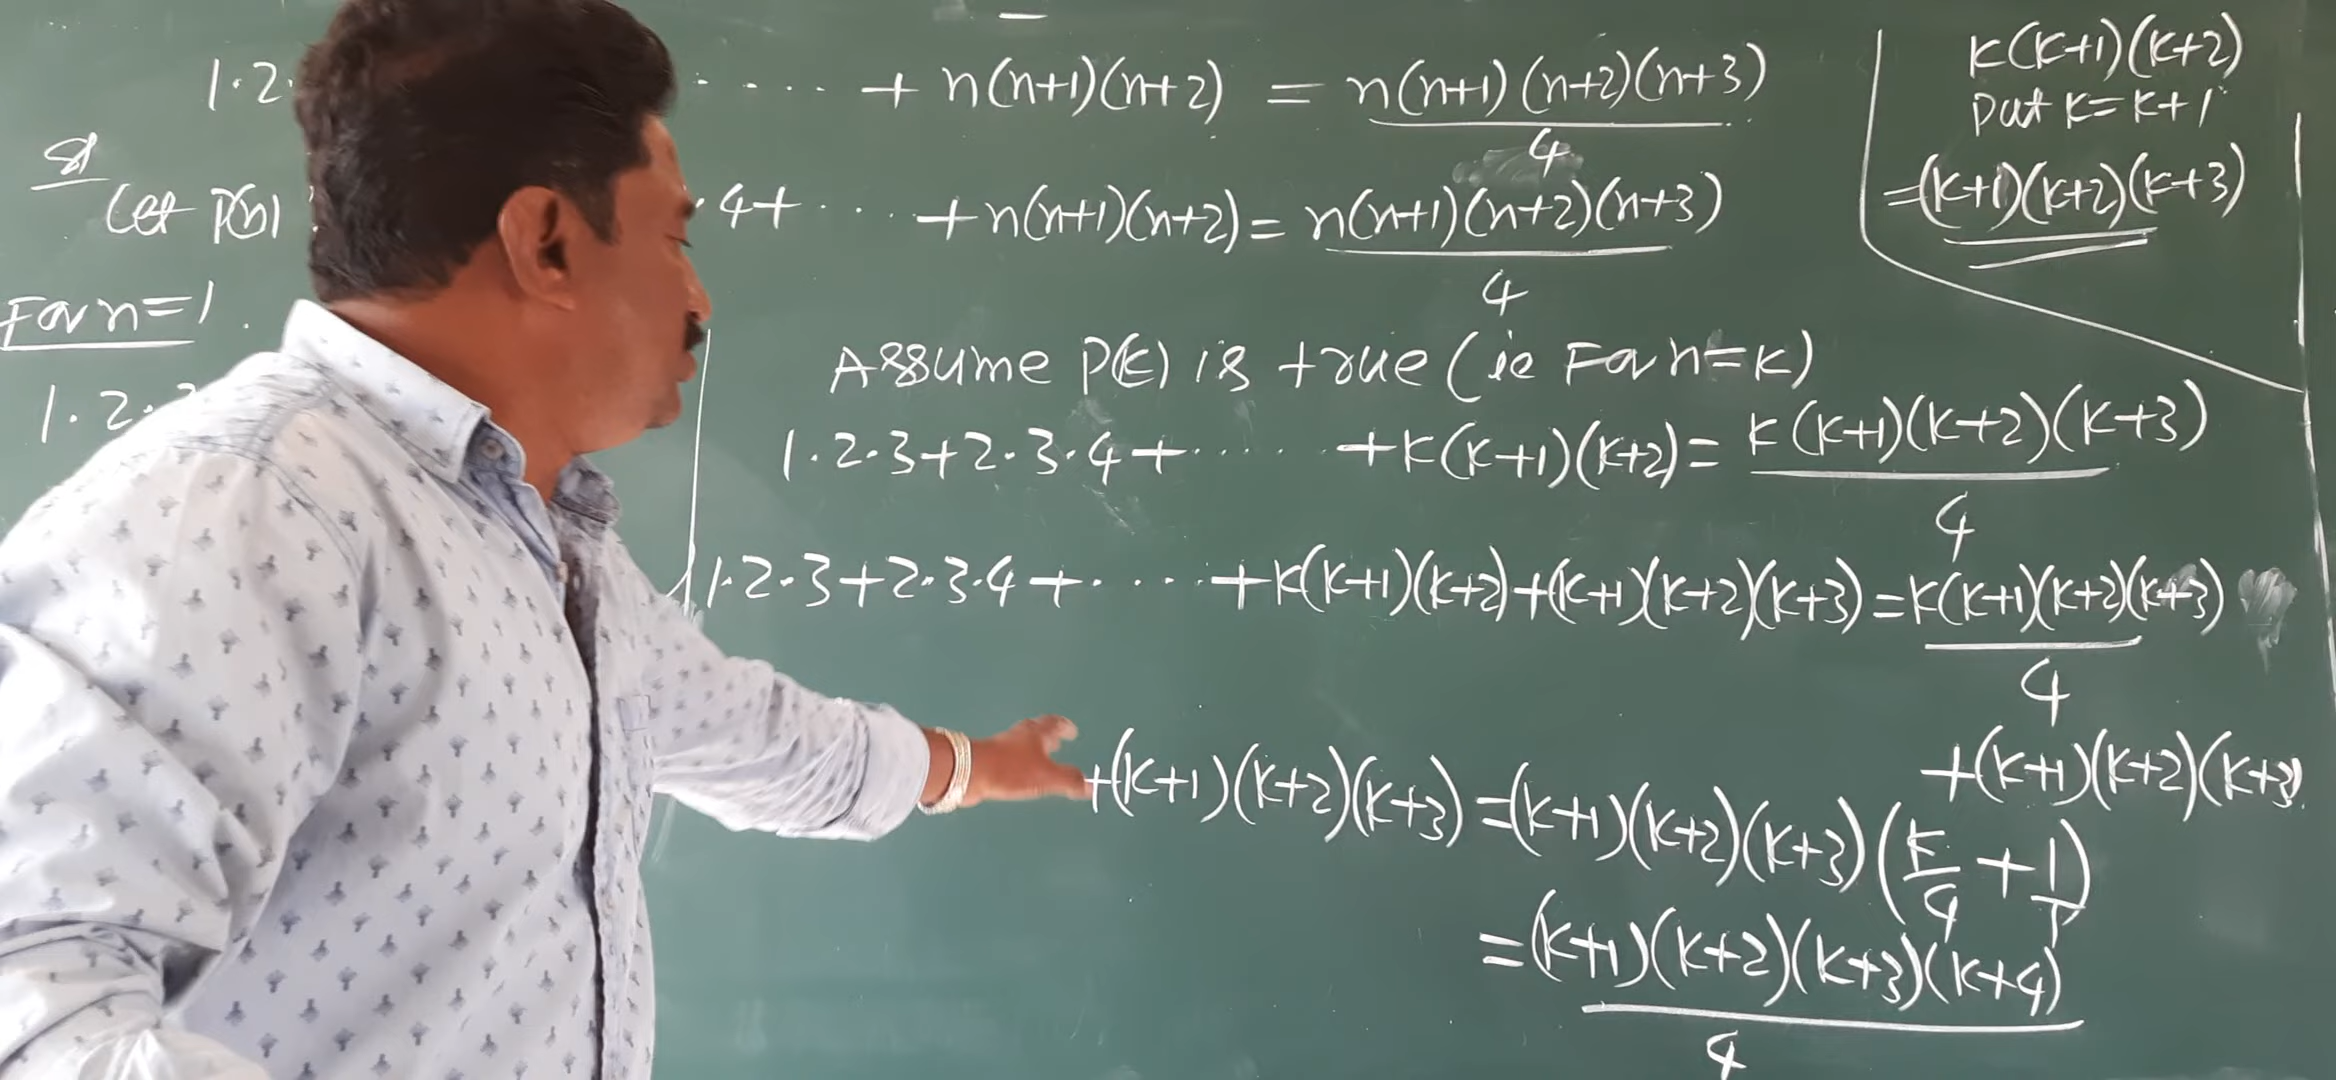 1·2· ..... + n(n+1)(n+2) = n(n+1)(n+2)(n+3)/4
Let P(n) : ·4+ .... + n(n+1)(n+2) = n(n+1)(n+2)(n+3)/4
For n=1.
1·2·
K(K+1)(K+2)
Put K=K+1
=(K+1)(K+2)(K+3)
Assume P(K) is true (ie For n=K)
1·2·3+2·3·4+ ..... +K(K+1)(K+2)= K(K+1)(K+2)(K+3)/4
1·2·3+2·3·4+ .... +K(K+1)(K+2)+(K+1)(K+2)(K+3)=K(K+1)(K+2)(K+3)/4
+(K+1)(K+2)(K+3)
+(K+1)(K+2)(K+3)=(K+1)(K+2)(K+3)(K/4+1/1)
=(K+1)(K+2)(K+3)(K+4)/4